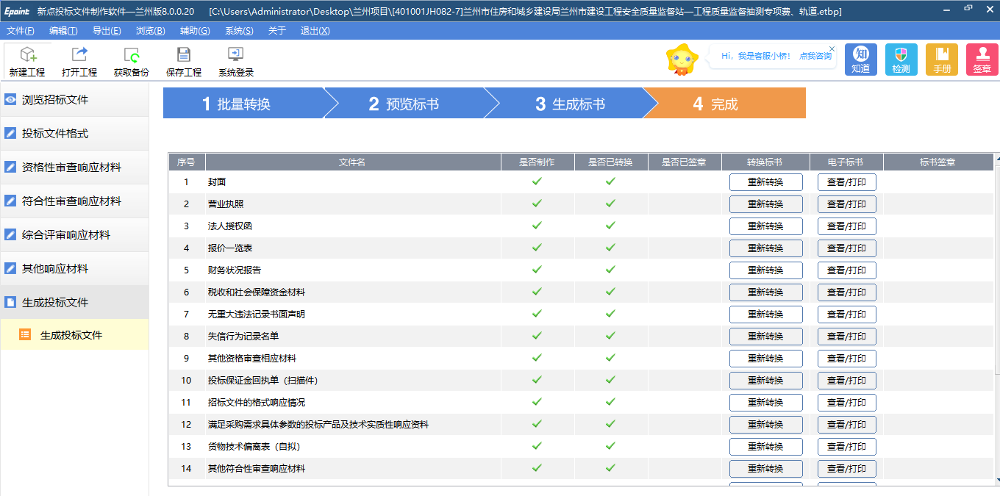 Epoint 新点投标文件制作软件—兰州版8.0.0.20 [C:\Users\Administrator\Desktop\兰州项目\[401001JH082-7]兰州市住房和城乡建设局兰州市建设工程安全质量监督站—工程质量监督抽测专项费、轨道.etbp]
文件(F) 编辑(T) 导出(E) 浏览(B) 辅助(G) 系统(S) 关于 退出(X)
新建工程 打开工程 获取备份 保存工程 系统登录
Hi，我是客服小桥！ 点我咨询
知 知道 检测 手册 签章
浏览招标文件
投标文件格式
资格性审查响应材料
符合性审查响应材料
综合评审响应材料
其他响应材料
生成投标文件
生成投标文件
1 批量转换 2 预览标书 3 生成标书 4 完成
序号 文件名 是否制作 是否已转换 是否已签章 转换标书 电子标书 标书签章
1 封面 重新转换 查看/打印
2 营业执照 重新转换 查看/打印
3 法人授权函 重新转换 查看/打印
4 报价一览表 重新转换 查看/打印
5 财务状况报告 重新转换 查看/打印
6 税收和社会保障资金材料 重新转换 查看/打印
7 无重大违法记录书面声明 重新转换 查看/打印
8 失信行为记录名单 重新转换 查看/打印
9 其他资格审查相应材料 重新转换 查看/打印
10 投标保证金回执单（扫描件） 重新转换 查看/打印
11 招标文件的格式响应情况 重新转换 查看/打印
12 满足采购需求具体参数的投标产品及技术实质性响应资料 重新转换 查看/打印
13 货物技术偏离表（自拟） 重新转换 查看/打印
14 其他符合性审查响应材料 重新转换 查看/打印